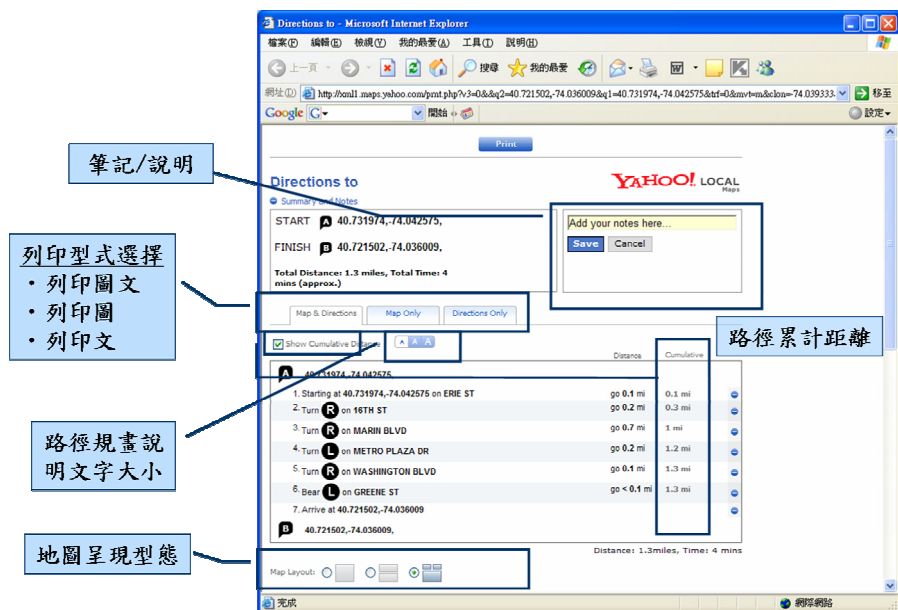 Directions to - Microsoft Internet Explorer
檔案(F) 編輯(E) 檢視(V) 我的最愛(A) 工具(T) 說明(H)
上一頁 搜尋 我的最愛
網址(D) http://xml1.maps.yahoo.com/prnt.php?v3=0&&q2=40.721502,-74.036009&q1=40.731974,-74.042575&trf=0&mvt=m&clon=-74.039333. 移至
Google G 開始 設定
Print
筆記/說明
Directions to
YAHOO! LOCAL
Maps
Summary and Notes
START A 40.731974,-74.042575,
FINISH B 40.721502,-74.036009,
Total Distance: 1.3 miles, Total Time: 4
mins (approx.)
Add your notes here...
Save Cancel
列印型式選擇
・列印圖文
・列印圖
・列印文
Map & Directions Map Only Directions Only
Show Cumulative Distance A A A
路徑累計距離
Distance Cumulative
A 40.731974,-74.042575,
1. Starting at 40.731974,-74.042575 on ERIE ST go 0.1 mi 0.1 mi
2. Turn R on 16TH ST go 0.2 mi 0.3 mi
3. Turn R on MARIN BLVD go 0.7 mi 1 mi
4. Turn L on METRO PLAZA DR go 0.2 mi 1.2 mi
5. Turn R on WASHINGTON BLVD go 0.1 mi 1.3 mi
6. Bear L on GREENE ST go < 0.1 mi 1.3 mi
7. Arrive at 40.721502,-74.036009
B 40.721502,-74.036009,
Distance: 1.3miles, Time: 4 mins
路徑規畫說
明文字大小
地圖呈現型態
Map Layout:
完成 網際網路